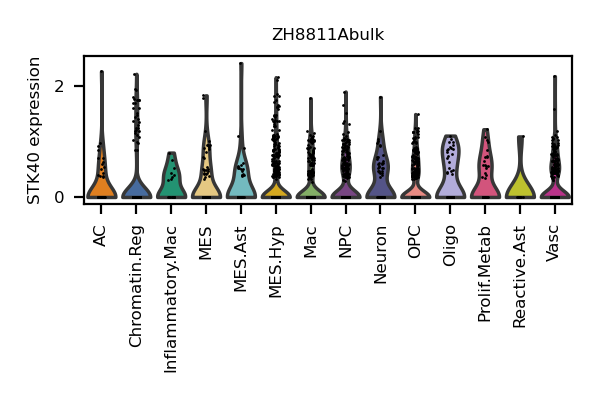 ZH8811Abulk
STK40 expression
2
0
AC
Chromatin.Reg
Inflammatory.Mac
MES
MES.Ast
MES.Hyp
Mac
NPC
Neuron
OPC
Oligo
Prolif.Metab
Reactive.Ast
Vasc